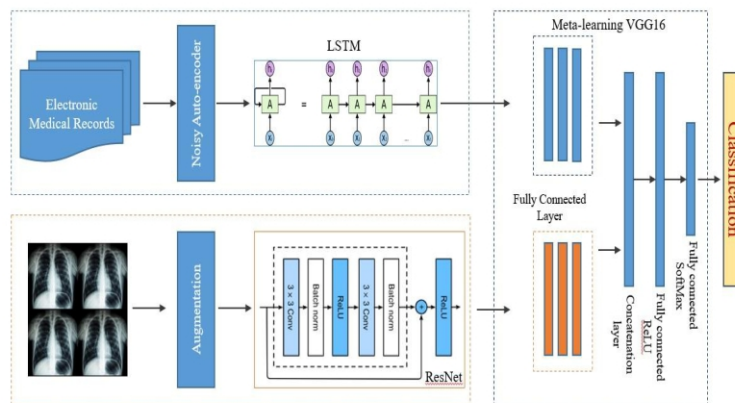 Meta-learning VGG16
LSTM
Electronic
Medical Records
Noisy Auto-encoder
A
=
A
A
A
A
...
Fully Connected
Layer
Augmentation
3 × 3 Conv
Batch norm
ReLU
3 × 3 Conv
Batch norm
+
ReLU
ResNet
Concatenation
layer
Fully connected
ReLU
Fully connected
SoftMax
Classification